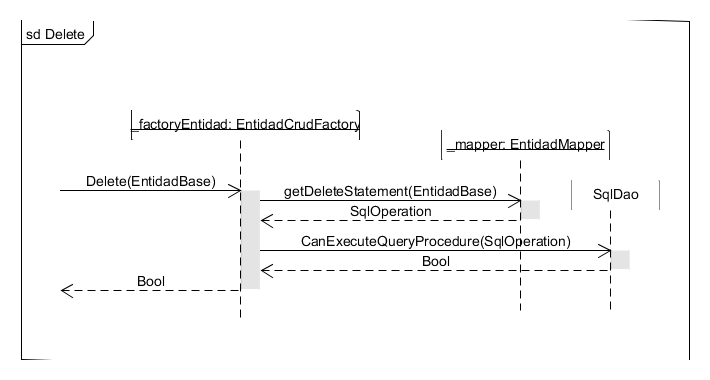 sd Delete
_factoryEntidad: EntidadCrudFactory
_mapper: EntidadMapper
Delete(EntidadBase)
getDeleteStatement(EntidadBase)
SqlDao
SqlOperation
CanExecuteQueryProcedure(SqlOperation)
Bool
Bool